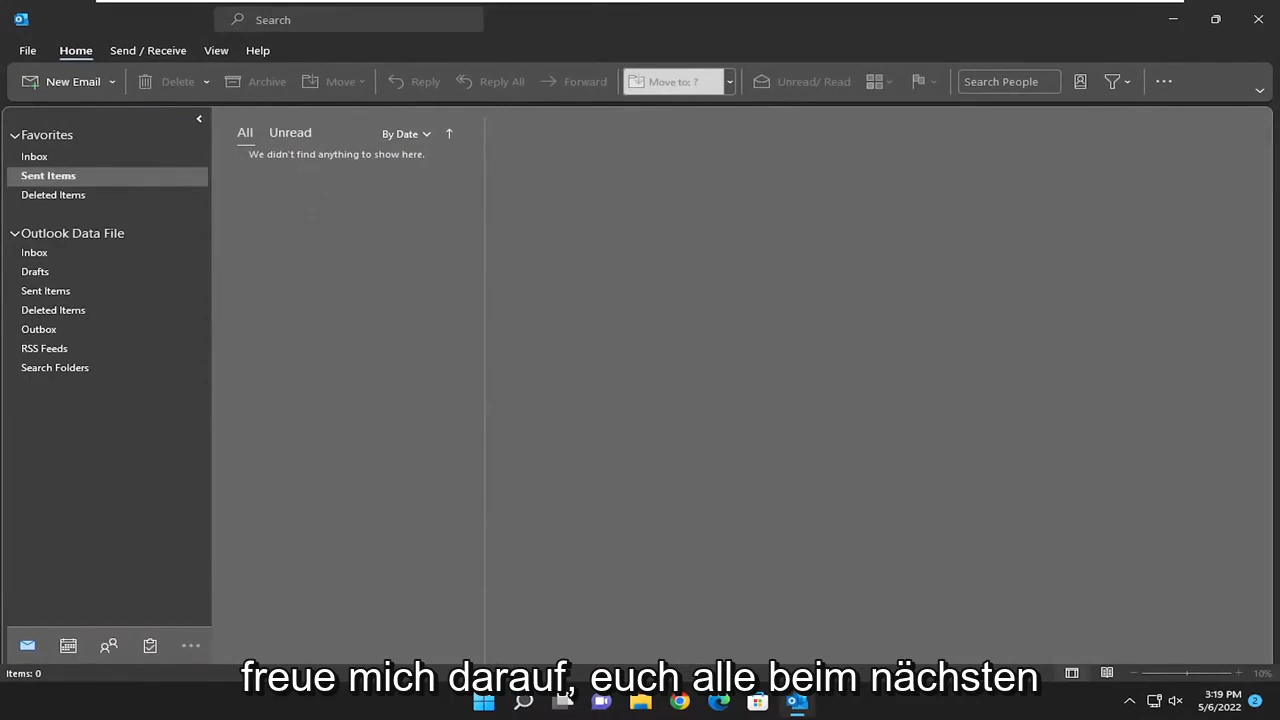 Search
File
Home
Send / Receive
View
Help
New Email
Delete
Archive
Move
Reply
Reply All
Forward
Move to: ?
Unread/ Read
Search People
Favorites
Inbox
Sent Items
Deleted Items
Outlook Data File
Inbox
Drafts
Sent Items
Deleted Items
Outbox
RSS Feeds
Search Folders
All
Unread
By Date
We didn't find anything to show here.
Items: 0
10%
freue mich darauf, euch alle beim nächsten
3:19 PM
5/6/2022
2